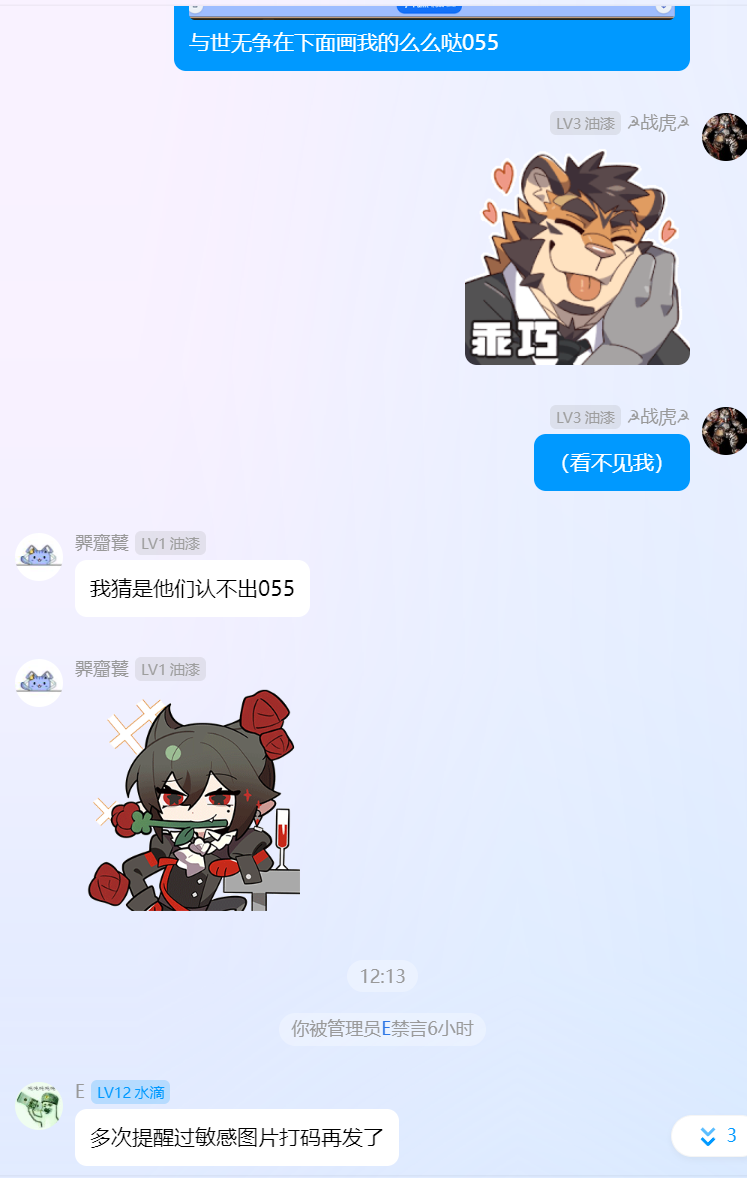 与世无争在下面画我的么么哒055
LV3 油漆 ☭战虎☭
乖巧
LV3 油漆 ☭战虎☭
（看不见我）
LV1 油漆
我猜是他们认不出055
LV1 油漆
12:13
你被管理员E禁言6小时
E LV12 水滴
多次提醒过敏感图片打码再发了
3